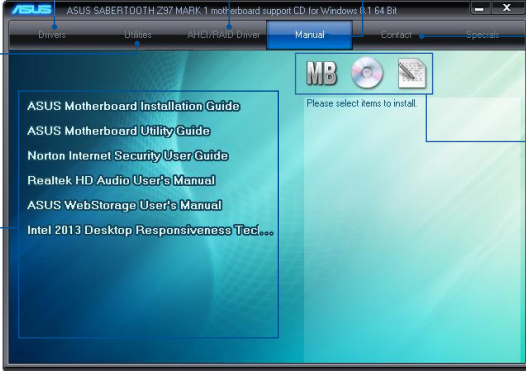 ASUS ASUS SABERTOOTH Z97 MARK 1 motherboard support CD for Windows 8.1 64 Bit
Drivers Utilities AHCI/RAID Driver Manual Contact Specials
MB
Please select items to install.
ASUS Motherboard Installation Guide
ASUS Motherboard Utility Guide
Norton Internet Security User Guide
Realtek HD Audio User's Manual
ASUS WebStorage User's Manual
Intel 2013 Desktop Responsiveness Tecl...